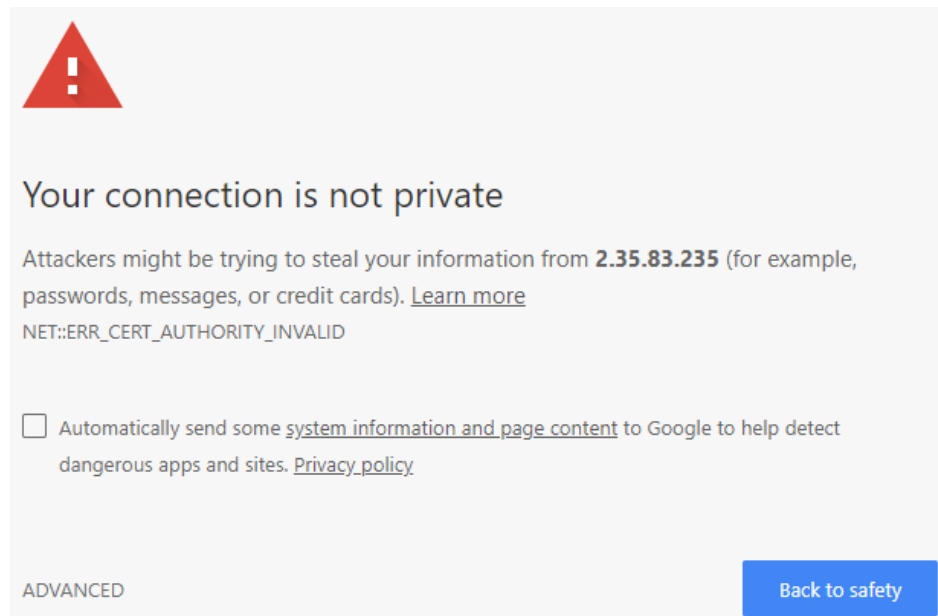 Your connection is not private
Attackers might be trying to steal your information from 2.35.83.235 (for example,
passwords, messages, or credit cards). Learn more
NET::ERR_CERT_AUTHORITY_INVALID
Automatically send some system information and page content to Google to help detect
dangerous apps and sites. Privacy policy
ADVANCED
Back to safety